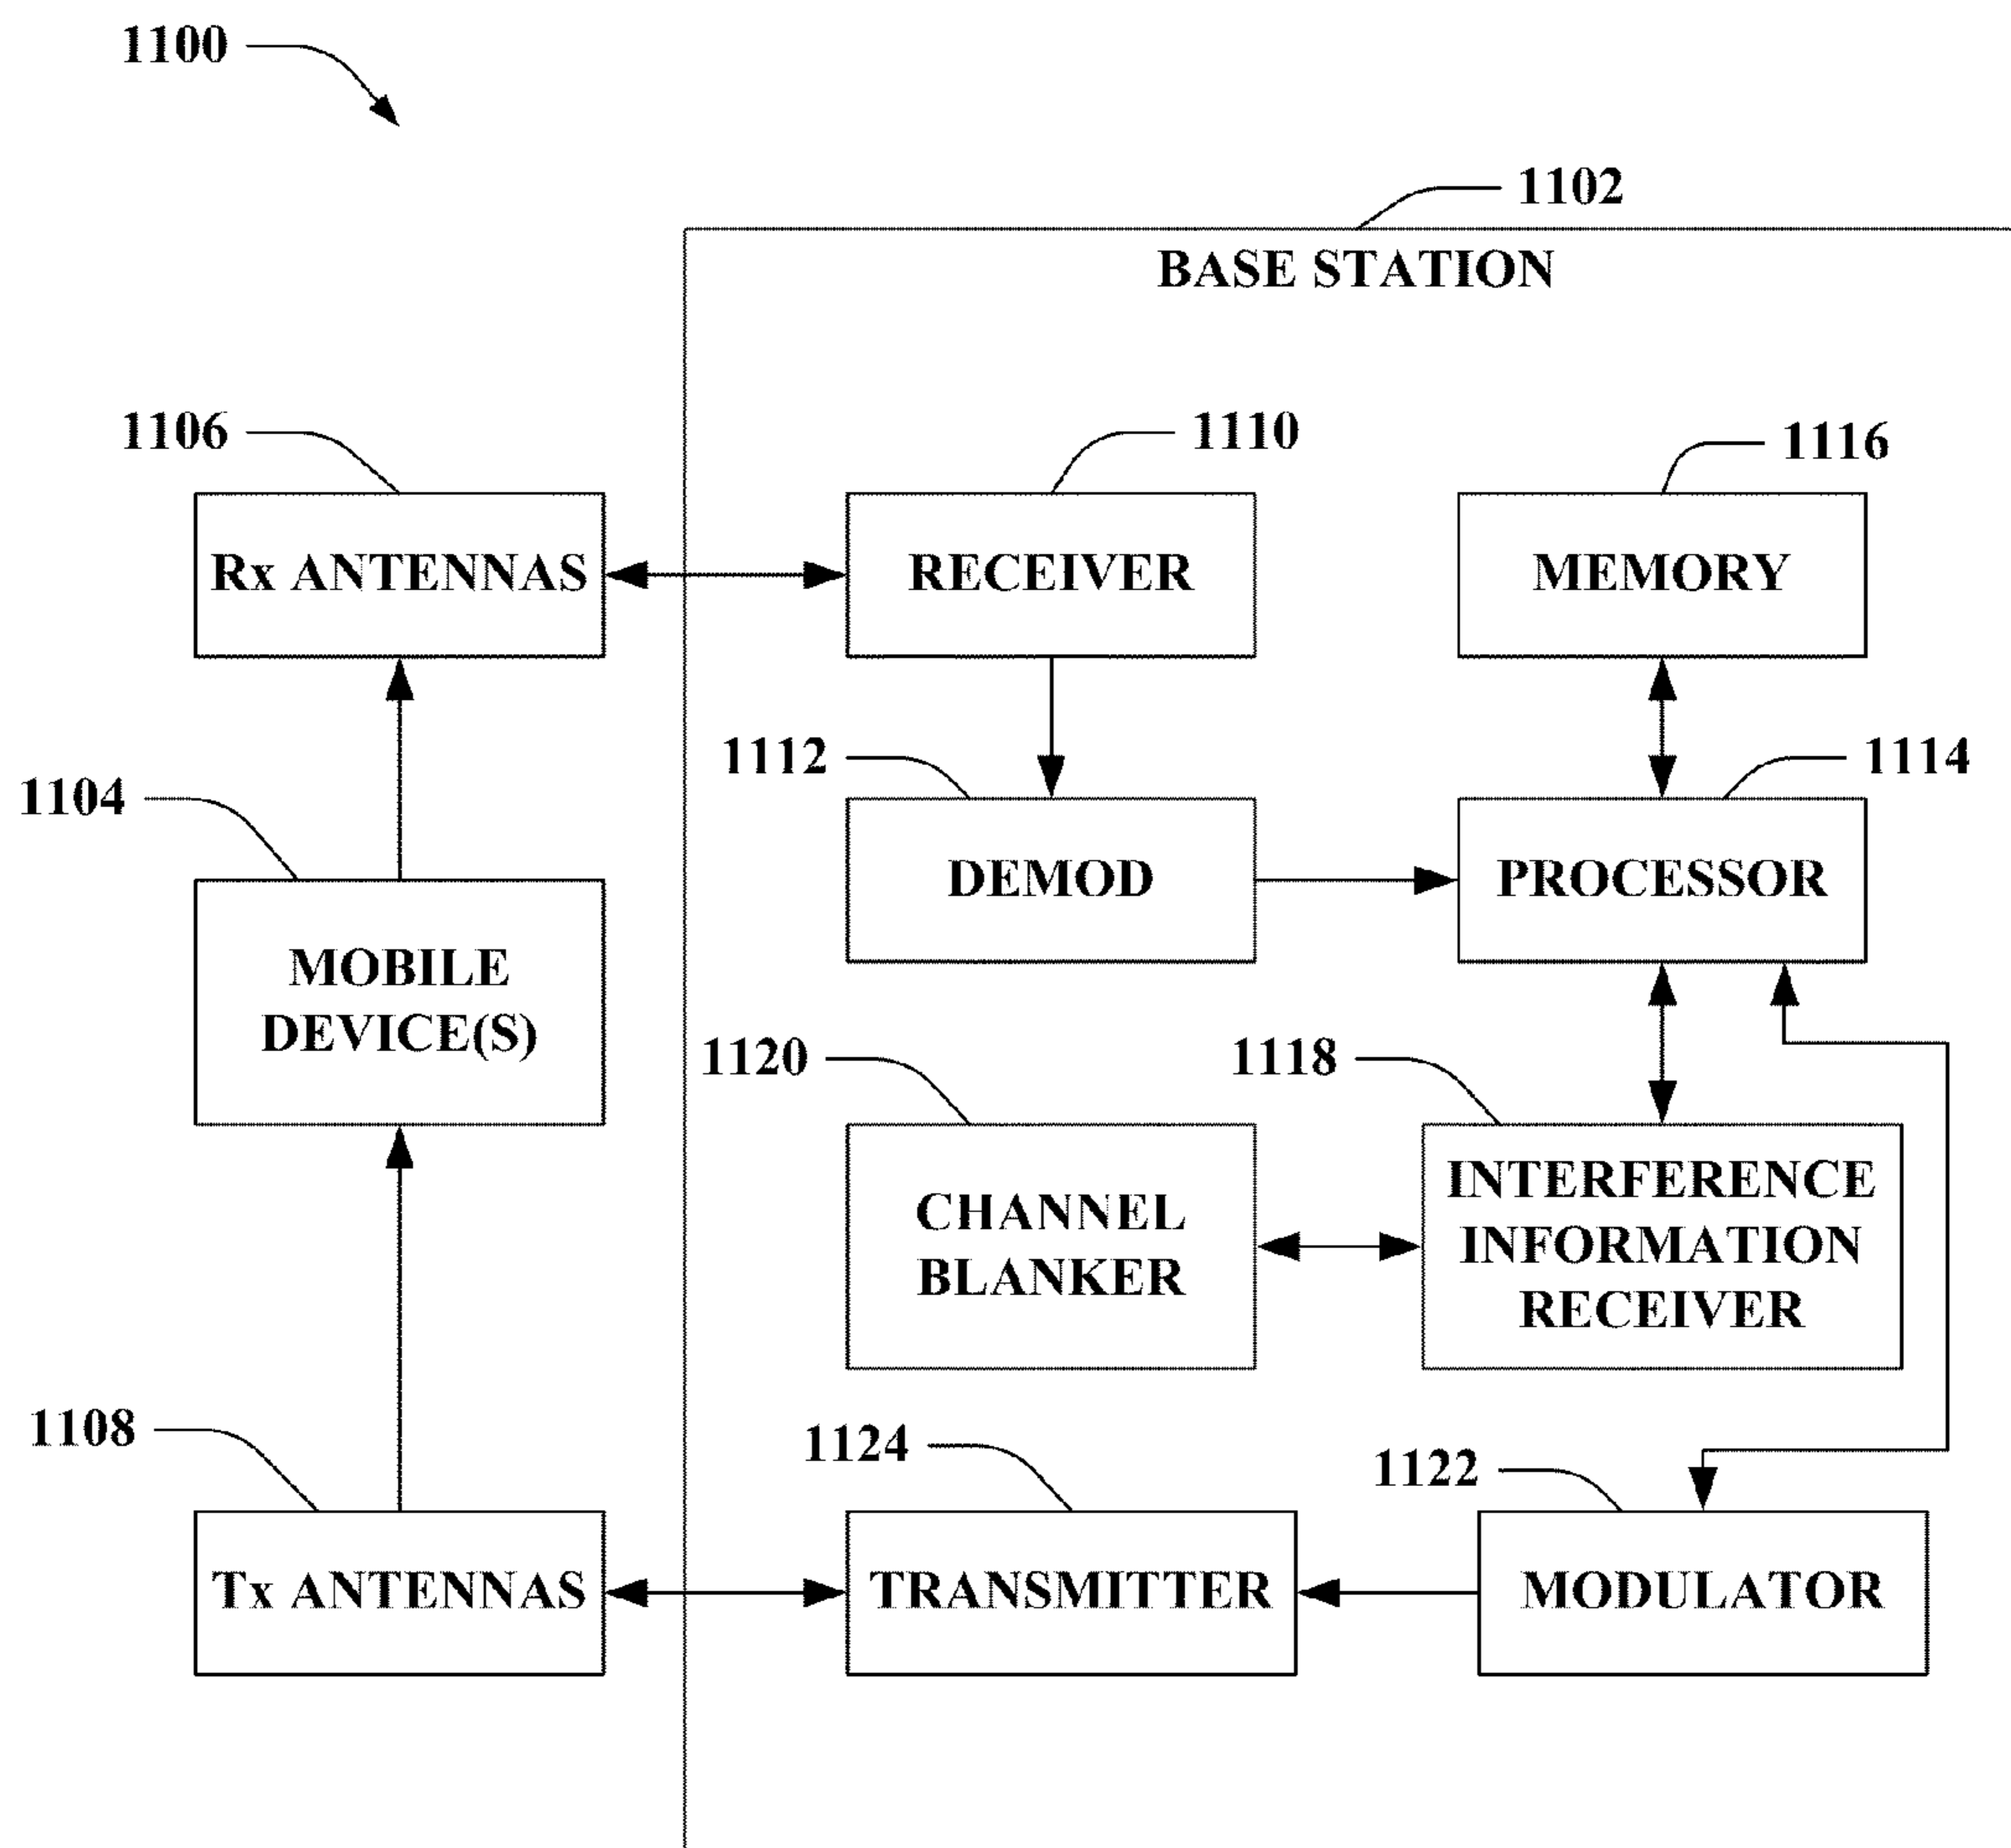 1100
1102
BASE STATION
1106
1110
1116
Rx ANTENNAS
RECEIVER
MEMORY
1104
1112
1114
MOBILE
DEVICE(S)
DEMOD
PROCESSOR
1120
1118
CHANNEL
BLANKER
INTERFERENCE
INFORMATION
RECEIVER
1108
1124
1122
Tx ANTENNAS
TRANSMITTER
MODULATOR